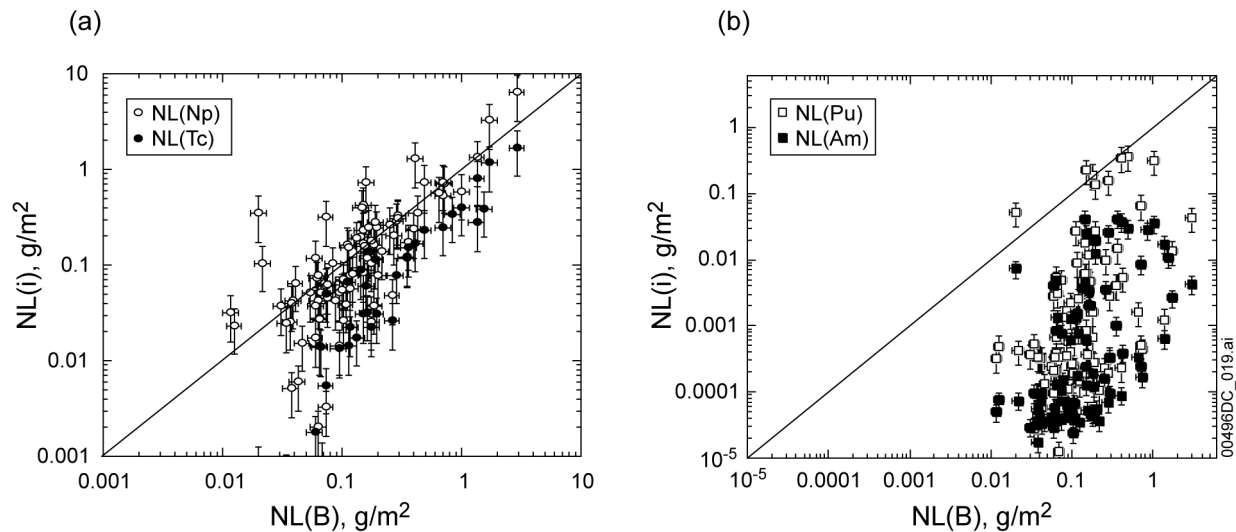 (a)
10
1
0.1
0.01
0.001
NL(i), g/m²
NL(Np)
NL(Tc)
0.001
0.01
0.1
1
10
NL(B), g/m²
(b)
1
0.1
0.01
0.001
0.0001
10⁻⁵
NL(i), g/m²
NL(Pu)
NL(Am)
10⁻⁵
0.0001
0.001
0.01
0.1
1
NL(B), g/m²
00496DC_019.ai